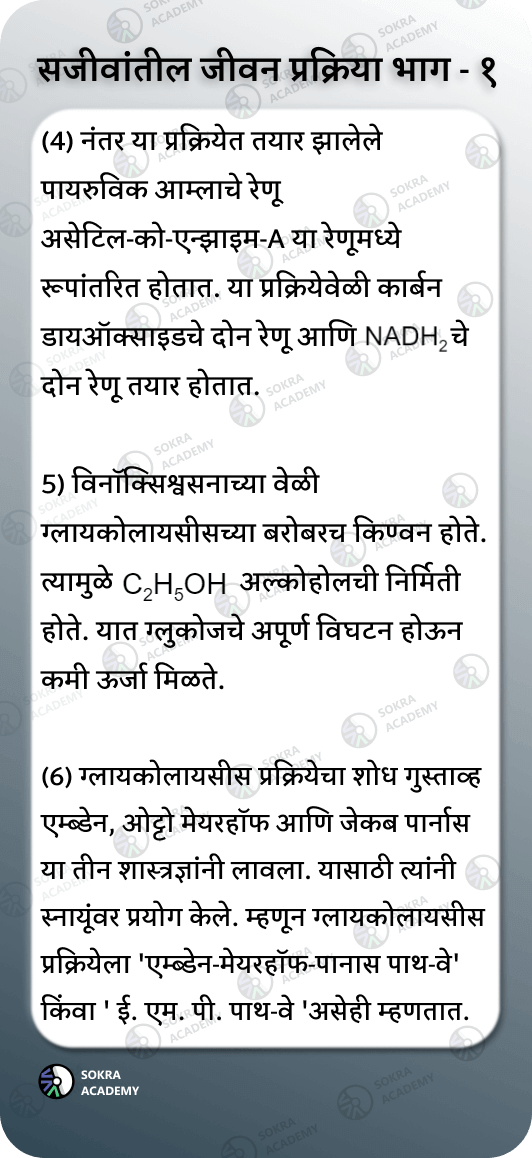 सजीवांतील जीवन प्रक्रिया भाग - १
(4) नंतर या प्रक्रियेत तयार झालेले
पायरुविक आम्लाचे रेणू
असेटिल-को-एन्झाइम-A या रेणूमध्ये
रूपांतरित होतात. या प्रक्रियेवेळी कार्बन
डायऑक्साइडचे दोन रेणू आणि NADH₂ चे
दोन रेणू तयार होतात.
5) विनॉक्सिश्वसनाच्या वेळी
ग्लायकोलायसीसच्या बरोबरच किण्वन होते.
त्यामुळे C₂H₅OH अल्कोहोलची निर्मिती
होते. यात ग्लुकोजचे अपूर्ण विघटन होऊन
कमी ऊर्जा मिळते.
(6) ग्लायकोलायसीस प्रक्रियेचा शोध गुस्ताव्ह
एम्ब्डेन, ओट्टो मेयरहॉफ आणि जेकब पार्नास
या तीन शास्त्रज्ञांनी लावला. यासाठी त्यांनी
स्नायूंवर प्रयोग केले. म्हणून ग्लायकोलायसीस
प्रक्रियेला 'एम्ब्डेन-मेयरहॉफ-पानास पाथ-वे'
किंवा ' ई. एम. पी. पाथ-वे 'असेही म्हणतात.
SOKRA
ACADEMY